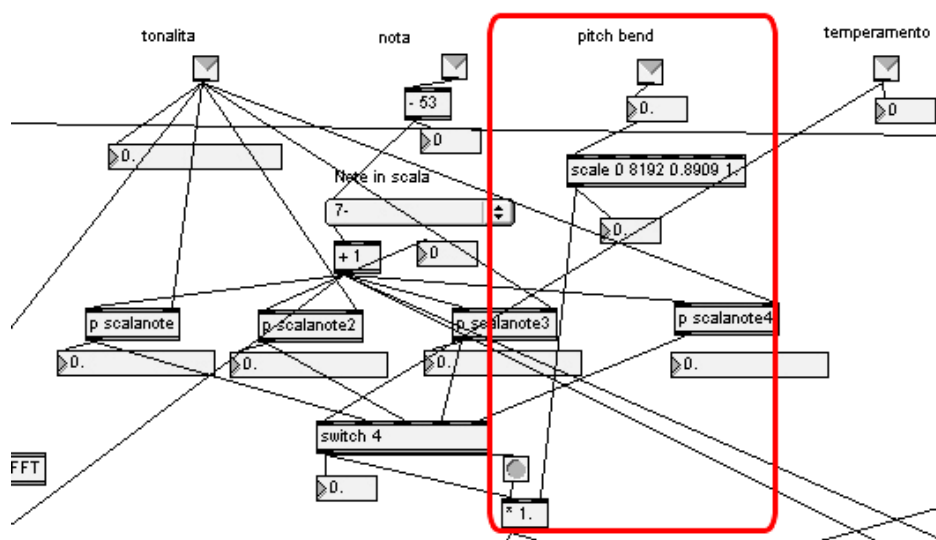 tonalita
nota
pitch bend
temperamento
- 53
0.
0
0
0.
scale 0 8192 0.8909 1.
Note in scala
7-
0.
+ 1
0
p scalanote
p scalanote2
p scalanote3
p scalanote4
0.
0.
0.
0.
switch 4
FFT
0.
* 1.